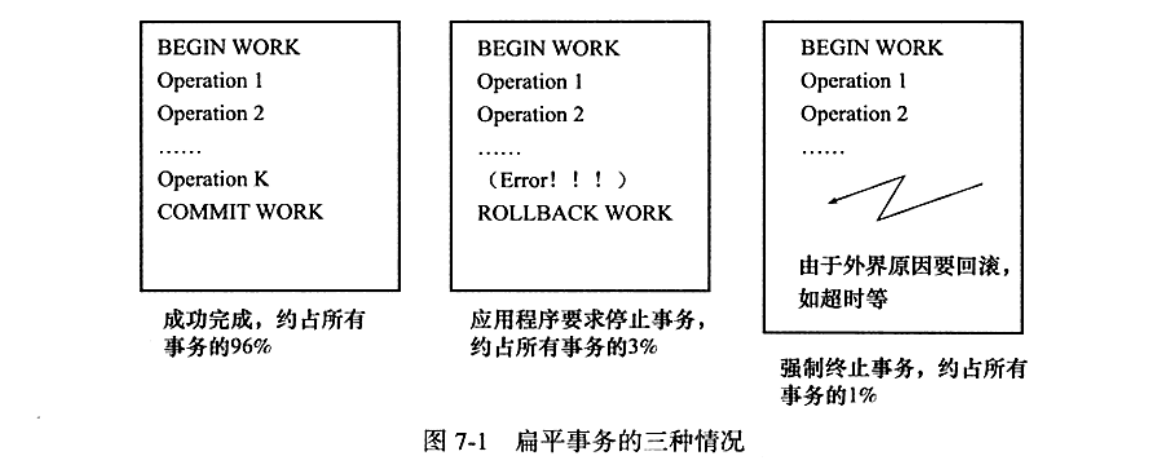 BEGIN WORK
Operation 1
Operation 2
……
Operation K
COMMIT WORK
成功完成，约占所有
事务的96%
BEGIN WORK
Operation 1
Operation 2
……
（Error！！！）
ROLLBACK WORK
应用程序要求停止事务，
约占所有事务的3%
BEGIN WORK
Operation 1
Operation 2
……
由于外界原因要回滚，
如超时等
强制终止事务，约占所有
事务的1%
图 7-1 扁平事务的三种情况